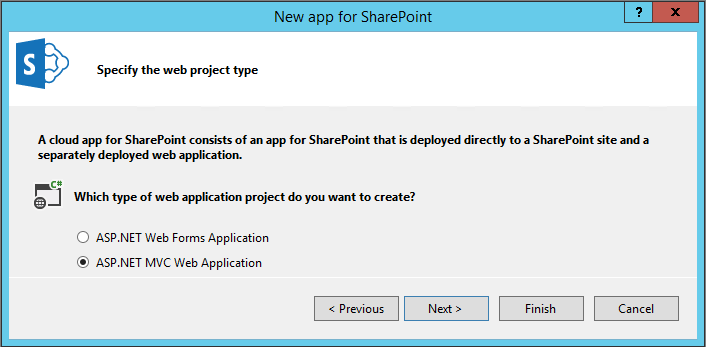 New app for SharePoint
? x
S
Specify the web project type
A cloud app for SharePoint consists of an app for SharePoint that is deployed directly to a SharePoint site and a
separately deployed web application.
C#
Which type of web application project do you want to create?
ASP.NET Web Forms Application
ASP.NET MVC Web Application
< Previous Next > Finish Cancel